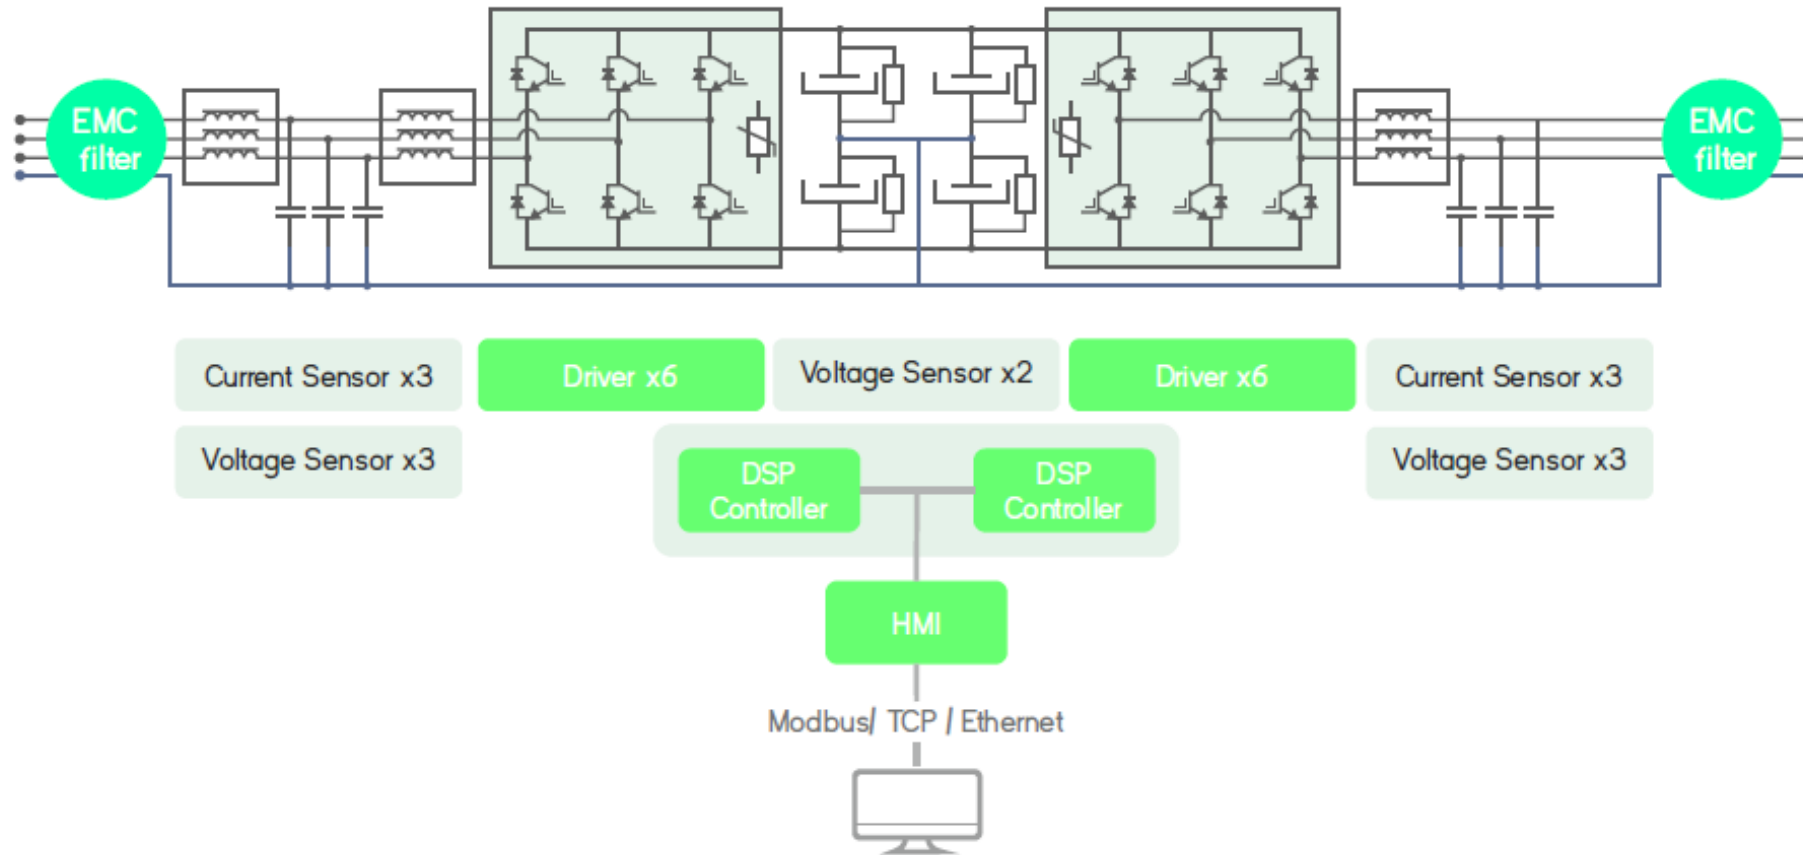 EMC
filter
EMC
filter
Current Sensor x3
Driver x6
Voltage Sensor x2
Driver x6
Current Sensor x3
Voltage Sensor x3
Voltage Sensor x3
DSP
Controller
DSP
Controller
HMI
Modbus/ TCP / Ethernet